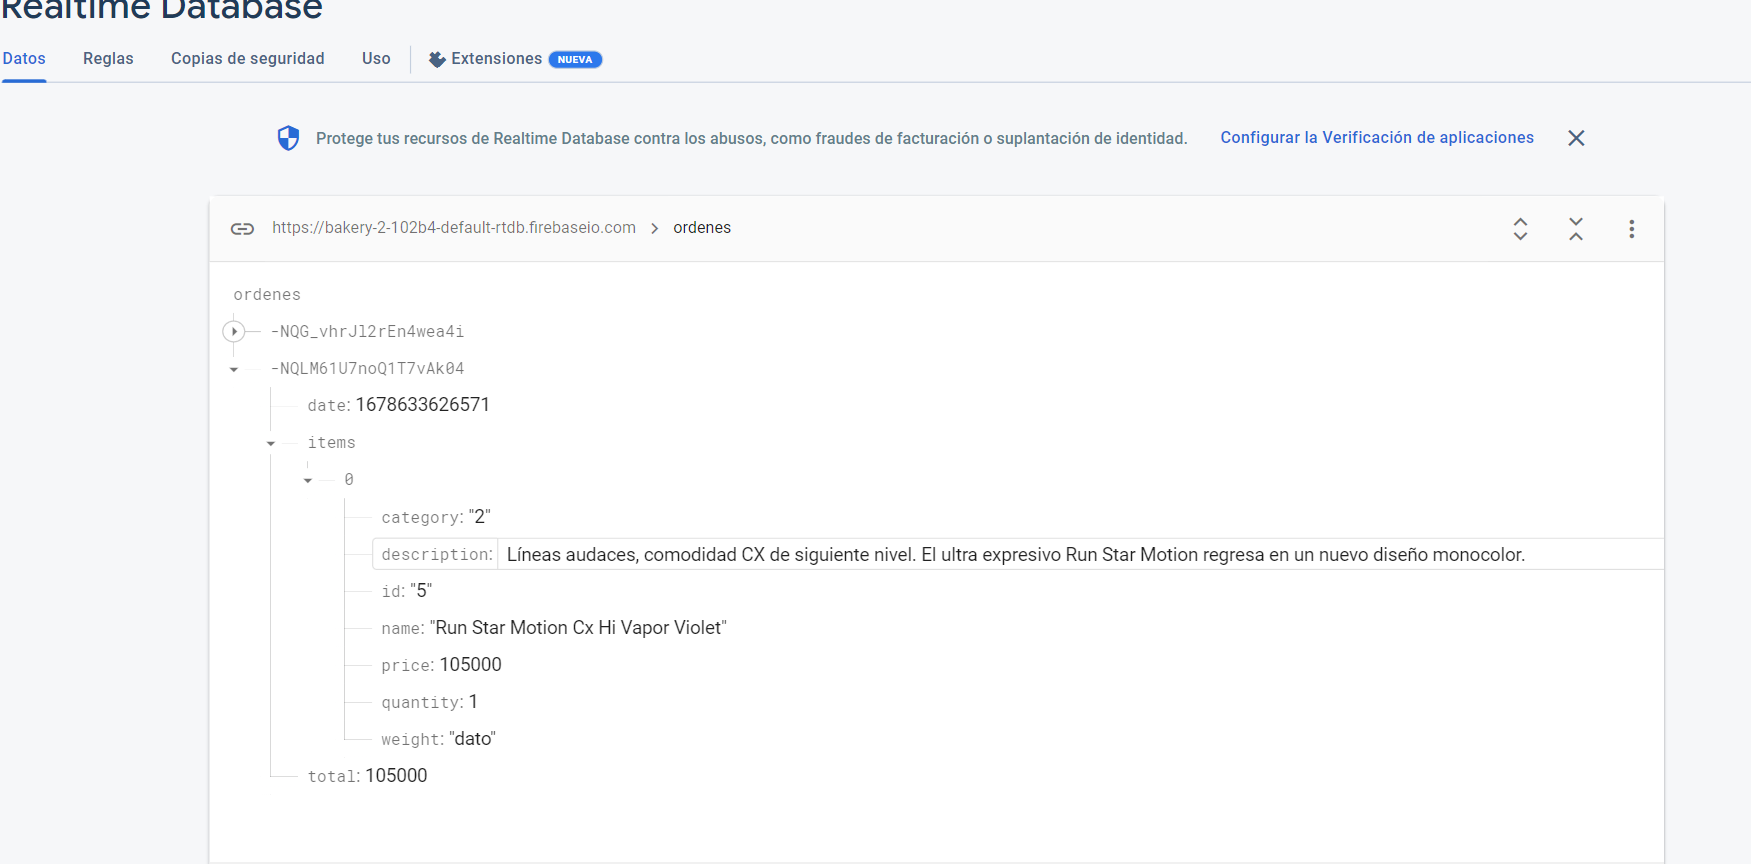 Realtime Database
Datos Reglas Copias de seguridad Uso Extensiones NUEVA
Protege tus recursos de Realtime Database contra los abusos, como fraudes de facturación o suplantación de identidad. Configurar la Verificación de aplicaciones
https://bakery-2-102b4-default-rtdb.firebaseio.com > ordenes
ordenes
-NQG_vhrJl2rEn4wea4i
-NQLM61U7noQ1T7vAk04
date: 1678633626571
items
0
category: "2"
description: Líneas audaces, comodidad CX de siguiente nivel. El ultra expresivo Run Star Motion regresa en un nuevo diseño monocolor.
id: "5"
name: "Run Star Motion Cx Hi Vapor Violet"
price: 105000
quantity: 1
weight: "dato"
total: 105000